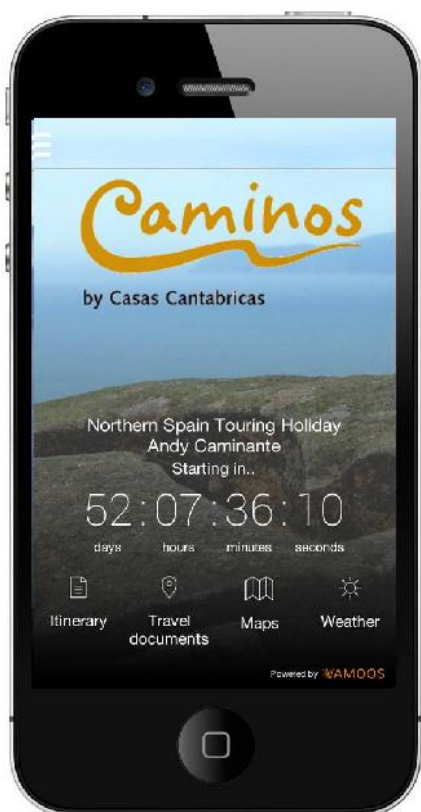 Caminos
by Casas Cantabricas
Northern Spain Touring Holiday
Andy Caminante
Starting in..
52:07:36:10
days hours minutes seconds
Itinerary Travel documents Maps Weather
Powered by VAMOOS